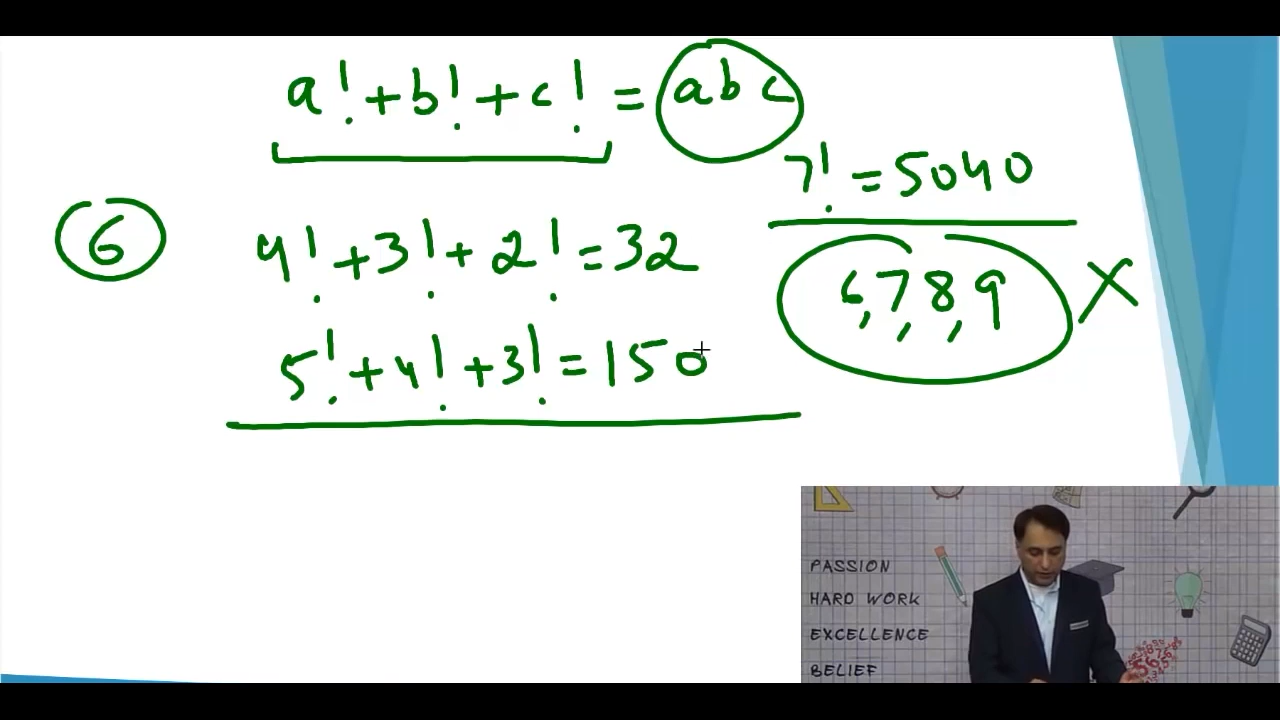 a! + b! + c! = abc
7! = 5040
6
4! + 3! + 2! = 32
6, 7, 8, 9 X
5! + 4! + 3! = 150
PASSION
HARD WORK
EXCELLENCE
BELIEF